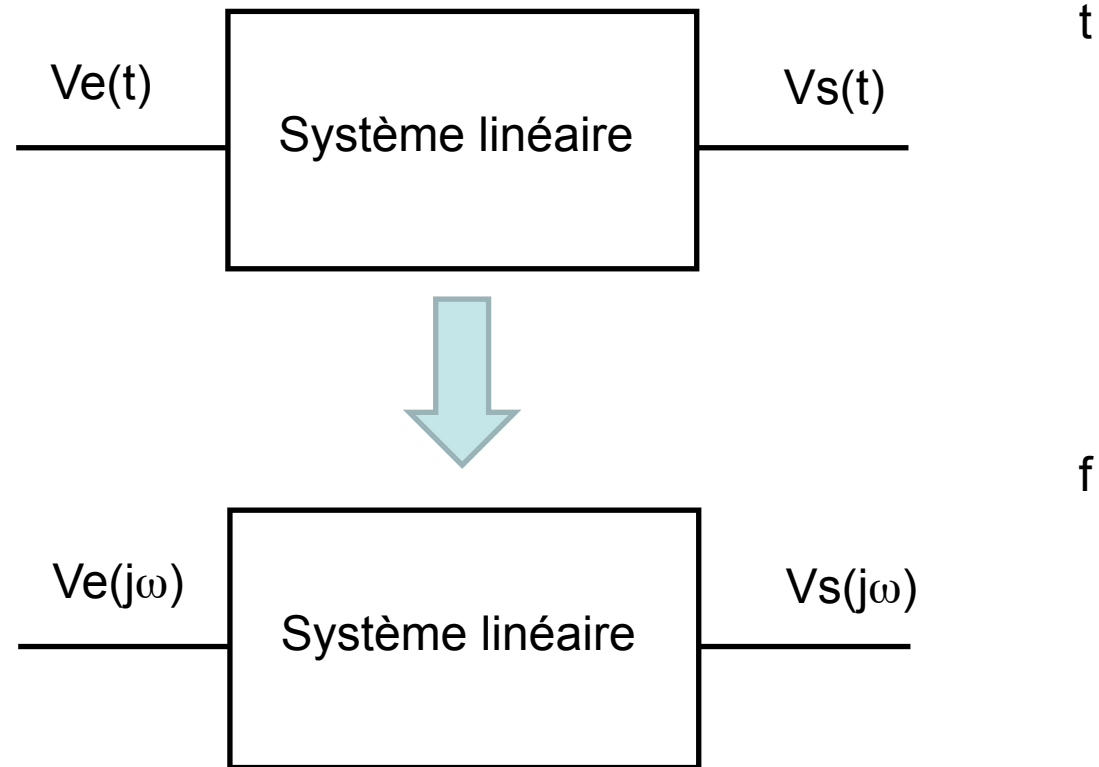 t
Ve(t)
Vs(t)
Système linéaire
f
Ve(jω)
Vs(jω)
Système linéaire